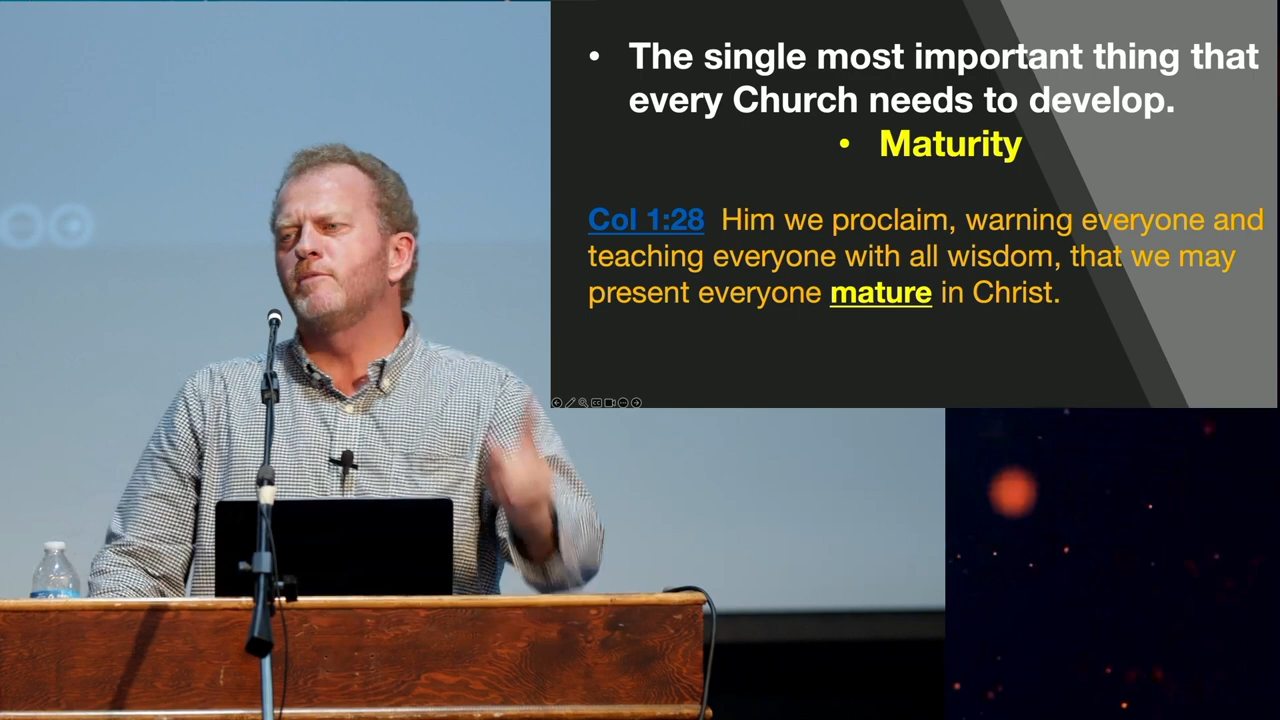 • The single most important thing that
every Church needs to develop.
• Maturity
Col 1:28 Him we proclaim, warning everyone and
teaching everyone with all wisdom, that we may
present everyone mature in Christ.